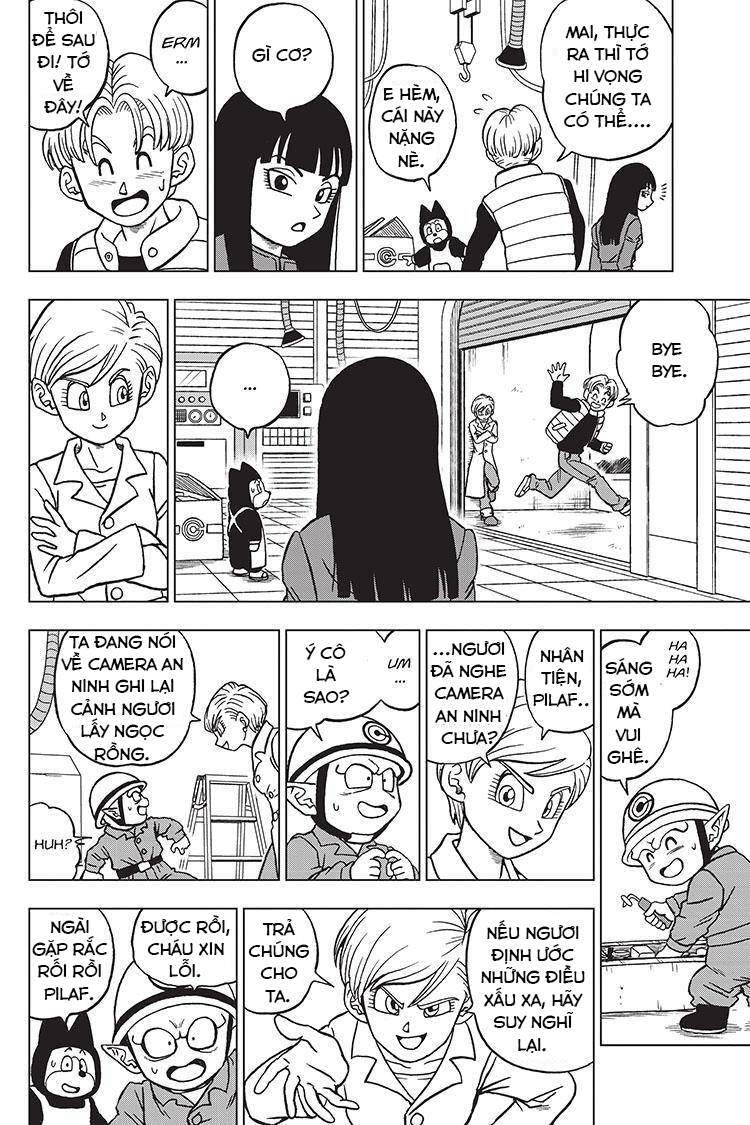 MAI, THỰC
RA THÌ TỚ
HI VỌNG
CHÚNG TA
CÓ THỂ....
E HÈM,
CÁI NÀY
NẶNG
NÈ.
GÌ CƠ?
ERM
...
THÔI
ĐỂ SAU
ĐI! TỚ
VỀ
ĐÂY!
BYE
BYE.
...
HA
HA
HA!
SÁNG
SỚM
MÀ
VUI
GHÊ.
NHÂN
TIỆN,
PILAF..
...NGƯƠI
ĐÃ NGHE
CAMERA
AN NINH
CHƯA?
UM
...
Ý CÔ
LÀ
SAO?
TA ĐANG NÓI
VỀ CAMERA AN
NINH GHI LẠI
CẢNH NGƯƠI
LẤY NGỌC
RỒNG.
HUH?
NẾU NGƯƠI
ĐỊNH ƯỚC
NHỮNG ĐIỀU
XẤU XA, HÃY
SUY NGHĨ
LẠI.
TRẢ
CHÚNG
CHO
TA.
ĐƯỢC RỒI,
CHÁU XIN
LỖI.
NGÀI
GẶP RẮC
RỐI RỒI
PILAF.